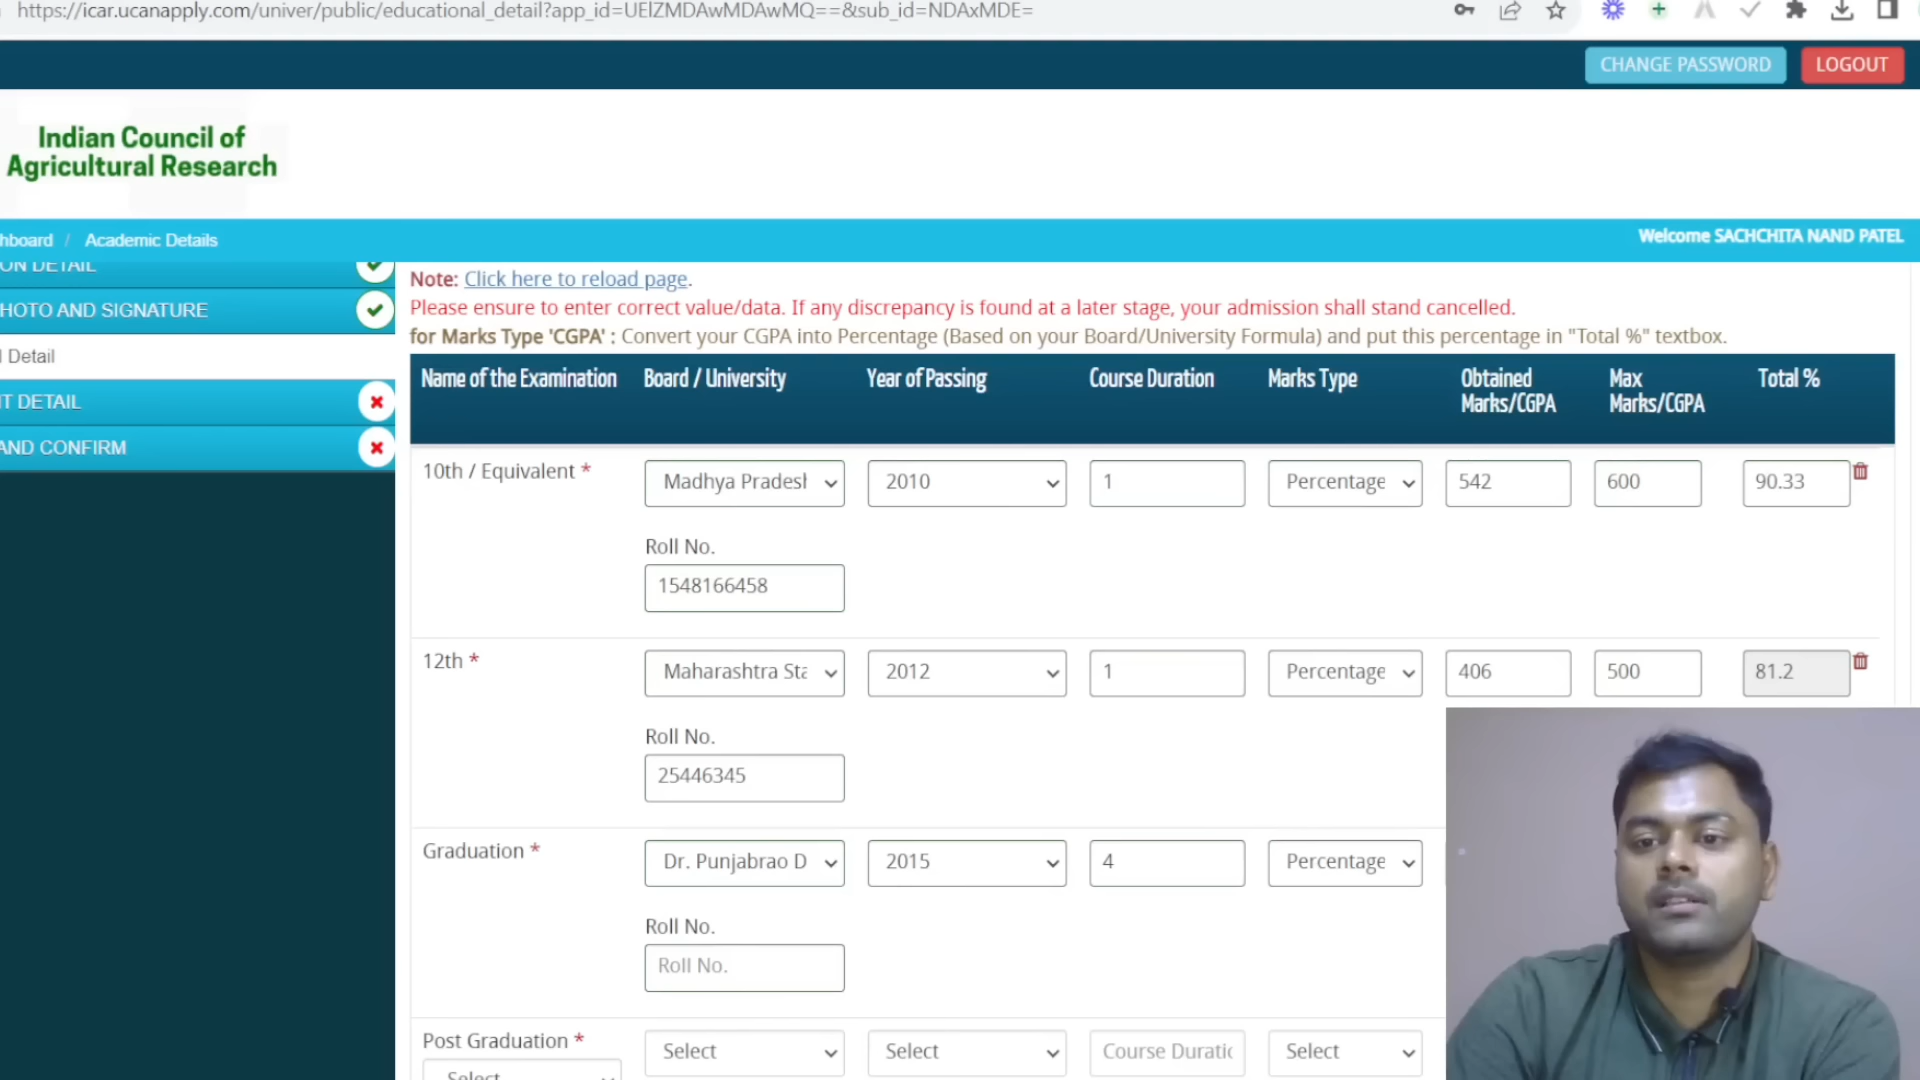 https://icar.ucanapply.com/univer/public/educational_detail?app_id=UElZMDAwMDAwMQ==&sub_id=NDAxMDE=
CHANGE PASSWORD
LOGOUT
Indian Council of
Agricultural Research
hboard / Academic Details
Welcome SACHCHITA NAND PATEL
ON DETAIL
HOTO AND SIGNATURE
l Detail
T DETAIL
AND CONFIRM
Note: Click here to reload page.
Please ensure to enter correct value/data. If any discrepancy is found at a later stage, your admission shall stand cancelled.
for Marks Type 'CGPA' : Convert your CGPA into Percentage (Based on your Board/University Formula) and put this percentage in "Total %" textbox.
Name of the Examination Board / University Year of Passing Course Duration Marks Type Obtained Marks/CGPA Max Marks/CGPA Total %
10th / Equivalent * Madhya Pradesh 2010 1 Percentage 542 600 90.33
Roll No.
1548166458
12th * Maharashtra Sta 2012 1 Percentage 406 500 81.2
Roll No.
25446345
Graduation * Dr. Punjabrao D 2015 4 Percentage
Roll No.
Roll No.
Post Graduation * Select Select Course Duratic Select
Select